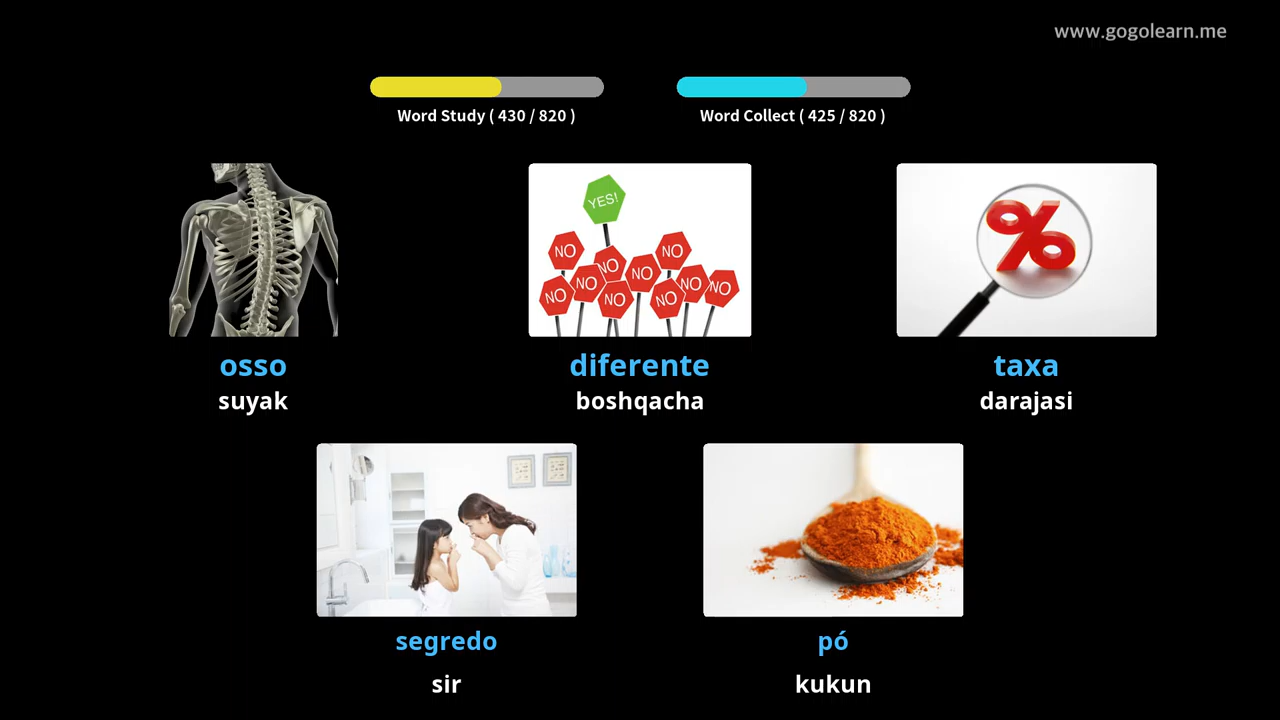 www.gogolearn.me
Word Study ( 430 / 820 )
Word Collect ( 425 / 820 )
YES!
NO
NO
NO
NO
NO
NO
NO
NO
NO
NO
%
osso
diferente
taxa
suyak
boshqacha
darajasi
segredo
pó
sir
kukun